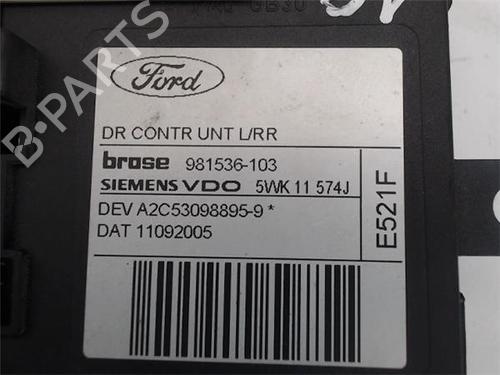 Ford
DR CONTR UNT L/RR
brose 981536-103
SIEMENS VDO 5WK 11 574J
DEV A2C53098895-9 *
DAT 11092005
E521F
B-PARTS